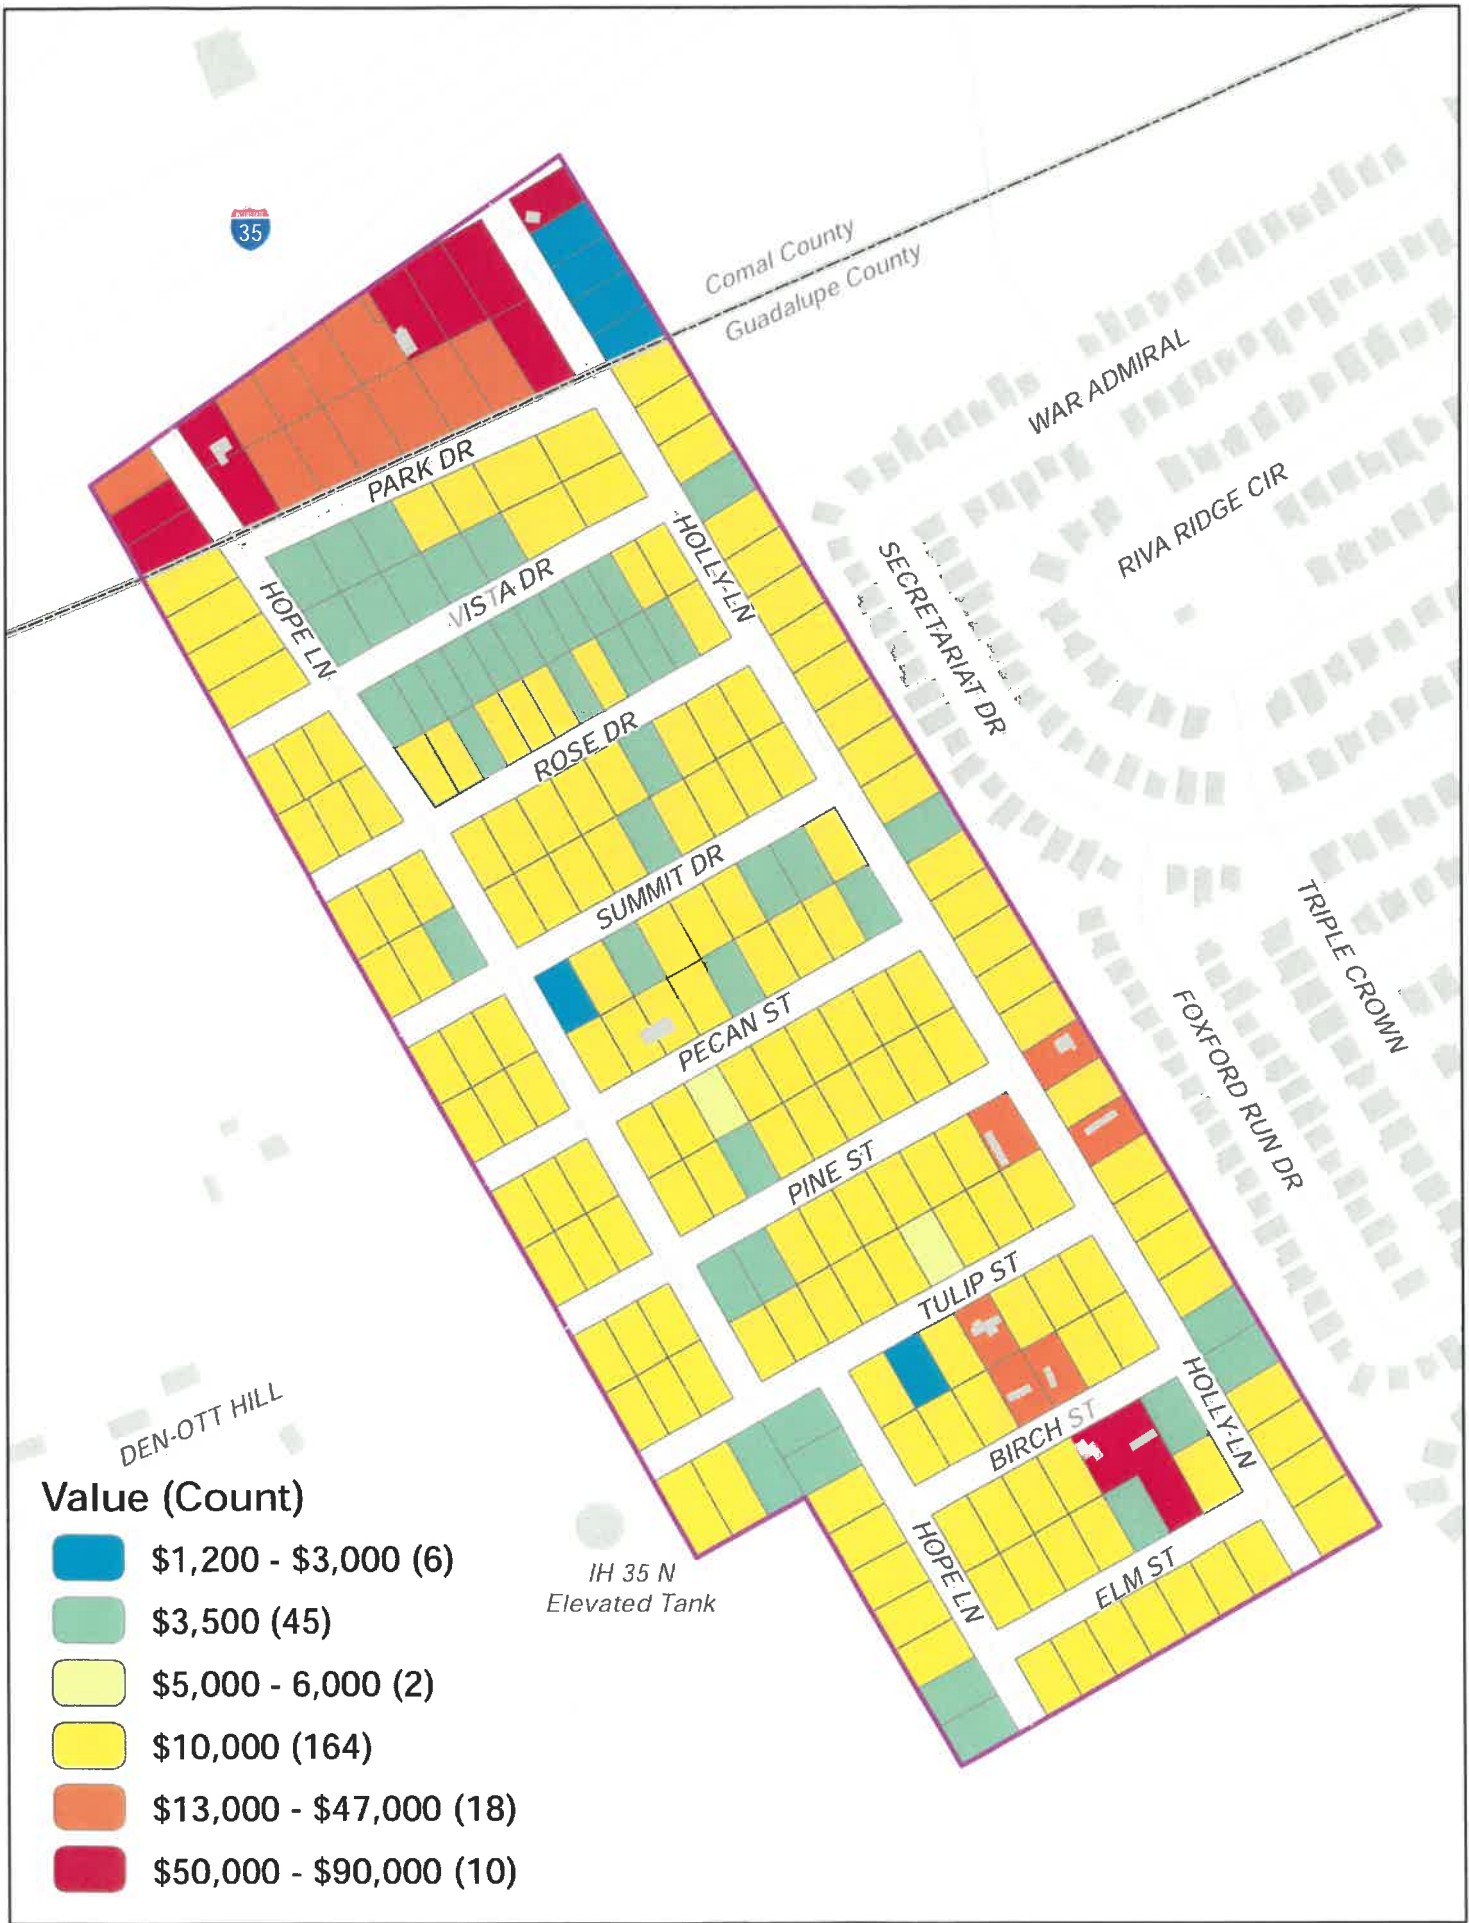 35
Comal County
Guadalupe County
WAR ADMIRAL
RIVA RIDGE CIR
PARK DR
HOLLY-LN
SECRETARIAT DR
HOPE LN
VISTA DR
ROSE DR
SUMMIT DR
TRIPLE CROWN
PECAN ST
FOXFORD RUN DR
PINE ST
TULIP ST
HOLLY-LN
DEN-OTT HILL
BIRCH ST
HOPE LN
ELM ST
IH 35 N
Elevated Tank
Value (Count)
$1,200 - $3,000 (6)
$3,500 (45)
$5,000 - 6,000 (2)
$10,000 (164)
$13,000 - $47,000 (18)
$50,000 - $90,000 (10)